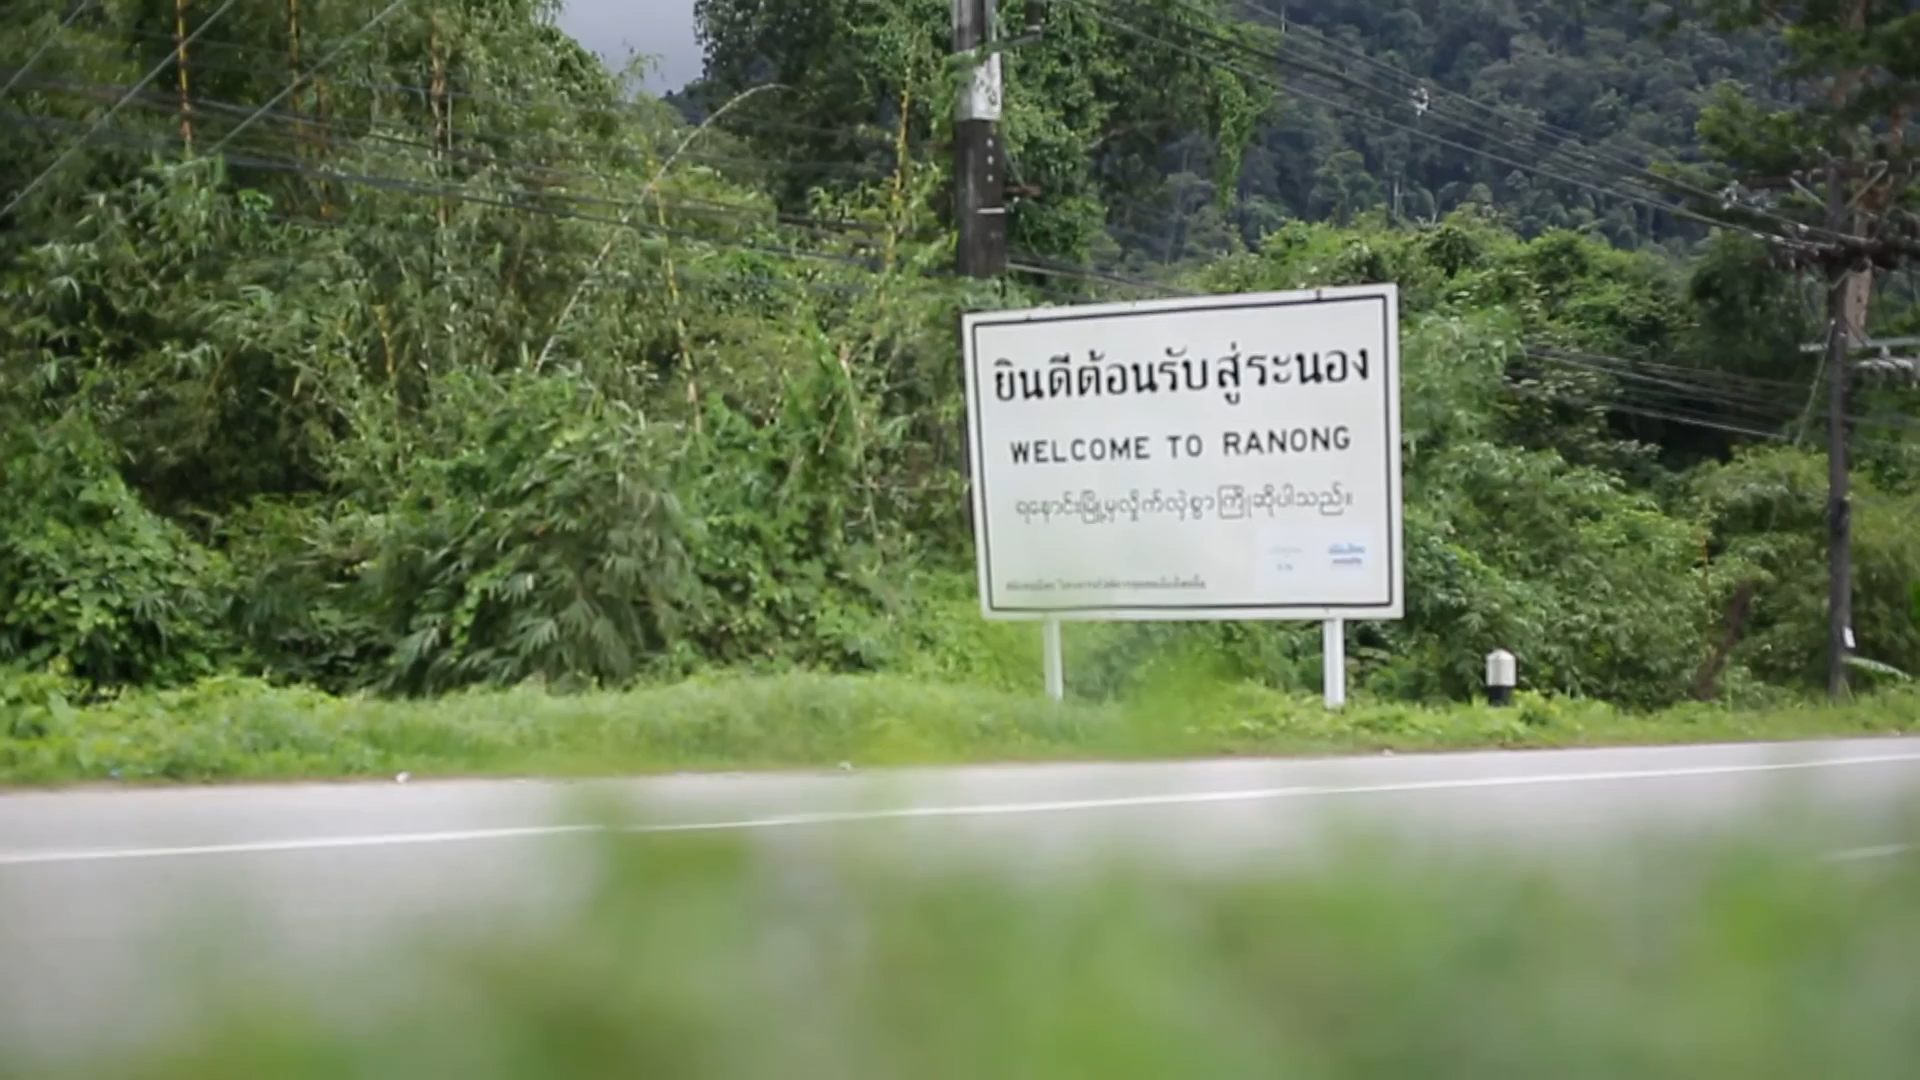 ยินดีต้อนรับสู่ระนอง
WELCOME TO RANONG
ရနောင်းမြို့မှလှိုက်လှဲစွာကြိုဆိုပါသည်။